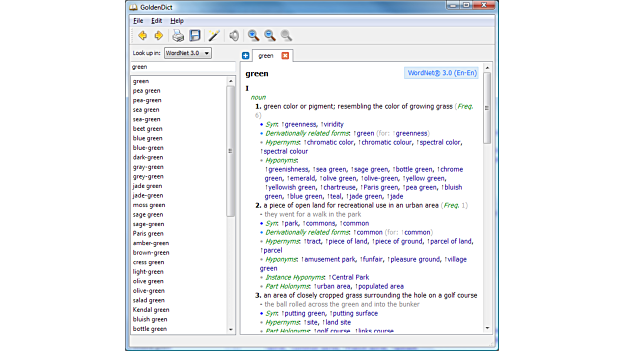 GoldenDict
File Edit Help
Look up in: WordNet 3.0
green
green
green
pea green
pea-green
sea green
sea-green
beet green
blue green
blue-green
dark-green
gray-green
grey-green
jade green
jade-green
moss green
sage green
sage-green
Paris green
amber-green
brown-green
cress green
light-green
olive green
olive-green
salad green
Kendal green
bluish green
bottle green
green
WordNet® 3.0 (En-En)
I
noun
1. green color or pigment; resembling the color of growing grass (Freq.
6)
Syn: ↑greenness, ↑viridity
Derivationally related forms: ↑green (for: ↑greenness)
Hypernyms: ↑chromatic color, ↑chromatic colour, ↑spectral color,
↑spectral colour
Hyponyms:
↑greenishness, ↑sea green, ↑sage green, ↑bottle green, ↑chrome
green, ↑emerald, ↑olive green, ↑olive-green, ↑yellow green,
↑yellowish green, ↑chartreuse, ↑Paris green, ↑pea green, ↑bluish
green, ↑blue green, ↑teal, ↑jade green, ↑jade
2. a piece of open land for recreational use in an urban area (Freq. 1)
- they went for a walk in the park
Syn: ↑park, ↑commons, ↑common
Derivationally related forms: ↑common (for: ↑common)
Hypernyms: ↑tract, ↑piece of land, ↑piece of ground, ↑parcel of land,
↑parcel
Hyponyms: ↑amusement park, ↑funfair, ↑pleasure ground, ↑village
green
Instance Hyponyms: ↑Central Park
Part Holonyms: ↑urban area, ↑populated area
3. an area of closely cropped grass surrounding the hole on a golf course
- the ball rolled across the green and into the bunker
Syn: ↑putting green, ↑putting surface
Hypernyms: ↑site, ↑land site
Part Holonyms: ↑golf course, ↑links course